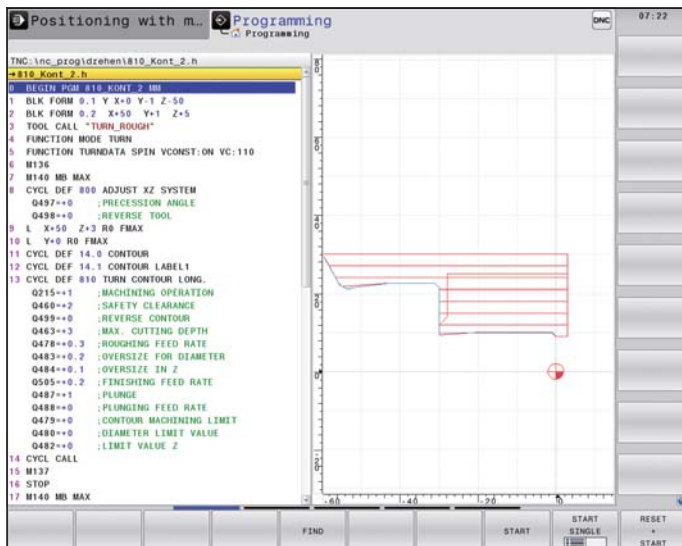 Positioning with m...
Programming
Programming
DNC
07:22
TNC:\nc_prog\drehen\810_Kont_2.h
→810_Kont_2.h
0 BEGIN PGM 810_KONT_2 MM
1 BLK FORM 0.1 Y X+0 Y-1 Z-50
2 BLK FORM 0.2 X+50 Y+1 Z+5
3 TOOL CALL "TURN_ROUGH"
4 FUNCTION MODE TURN
5 FUNCTION TURNDATA SPIN VCONST:ON VC:110
6 M136
7 M140 MB MAX
8 CYCL DEF 800 ADJUST XZ SYSTEM
Q497=+0 ;PRECESSION ANGLE
Q498=+0 ;REVERSE TOOL
9 L X+50 Z+3 R0 FMAX
10 L Y+0 R0 FMAX
11 CYCL DEF 14.0 CONTOUR
12 CYCL DEF 14.1 CONTOUR LABEL1
13 CYCL DEF 810 TURN CONTOUR LONG.
Q215=+1 ;MACHINING OPERATION
Q460=+2 ;SAFETY CLEARANCE
Q499=+0 ;REVERSE CONTOUR
Q463=+3 ;MAX. CUTTING DEPTH
Q478=+0.3 ;ROUGHING FEED RATE
Q483=+0.2 ;OVERSIZE FOR DIAMETER
Q484=+0.1 ;OVERSIZE IN Z
Q505=+0.2 ;FINISHING FEED RATE
Q487=+1 ;PLUNGE
Q488=+0 ;PLUNGING FEED RATE
Q479=+0 ;CONTOUR MACHINING LIMIT
Q480=+0 ;DIAMETER LIMIT VALUE
Q482=+0 ;LIMIT VALUE Z
14 CYCL CALL
15 M137
16 STOP
17 M140 MB MAX
-60 -40 -20 0
FIND
START
START SINGLE
RESET + START